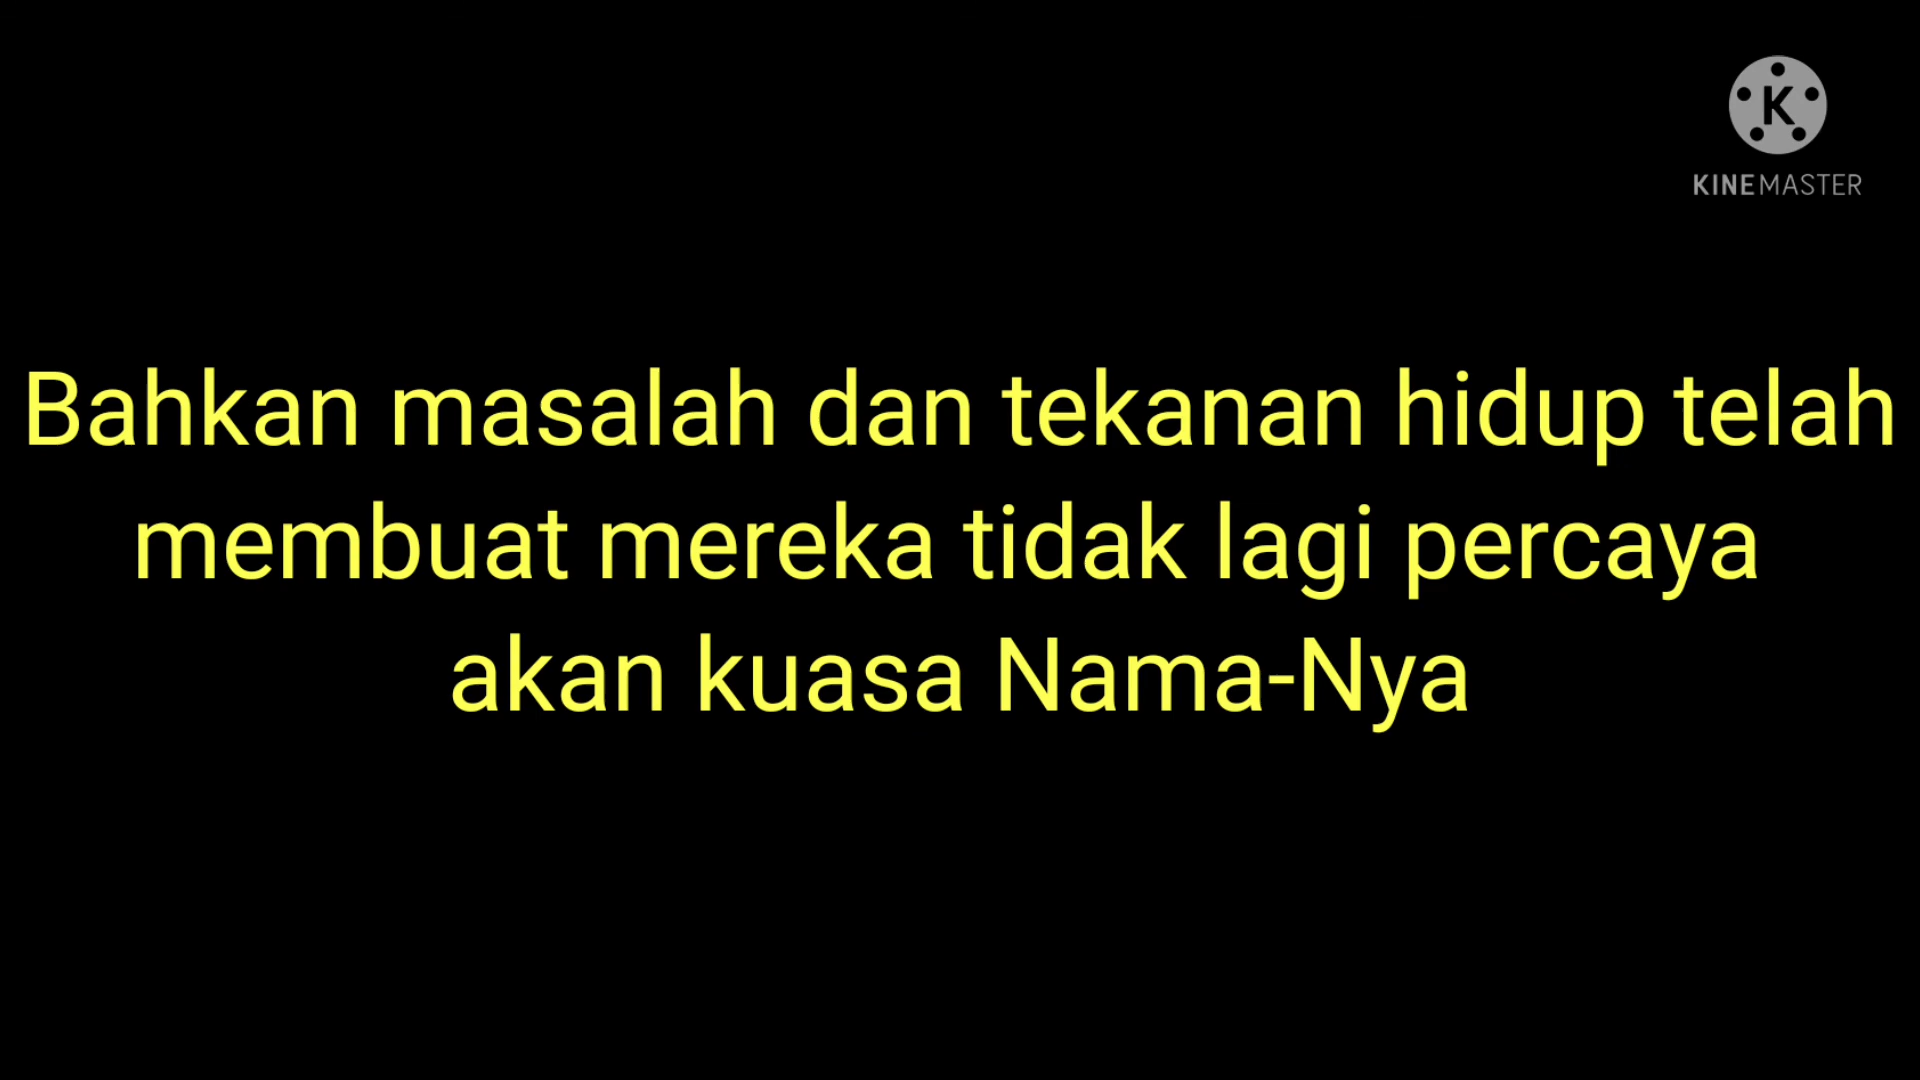 K
KINEMASTER
Bahkan masalah dan tekanan hidup telah
membuat mereka tidak lagi percaya
akan kuasa Nama-Nya